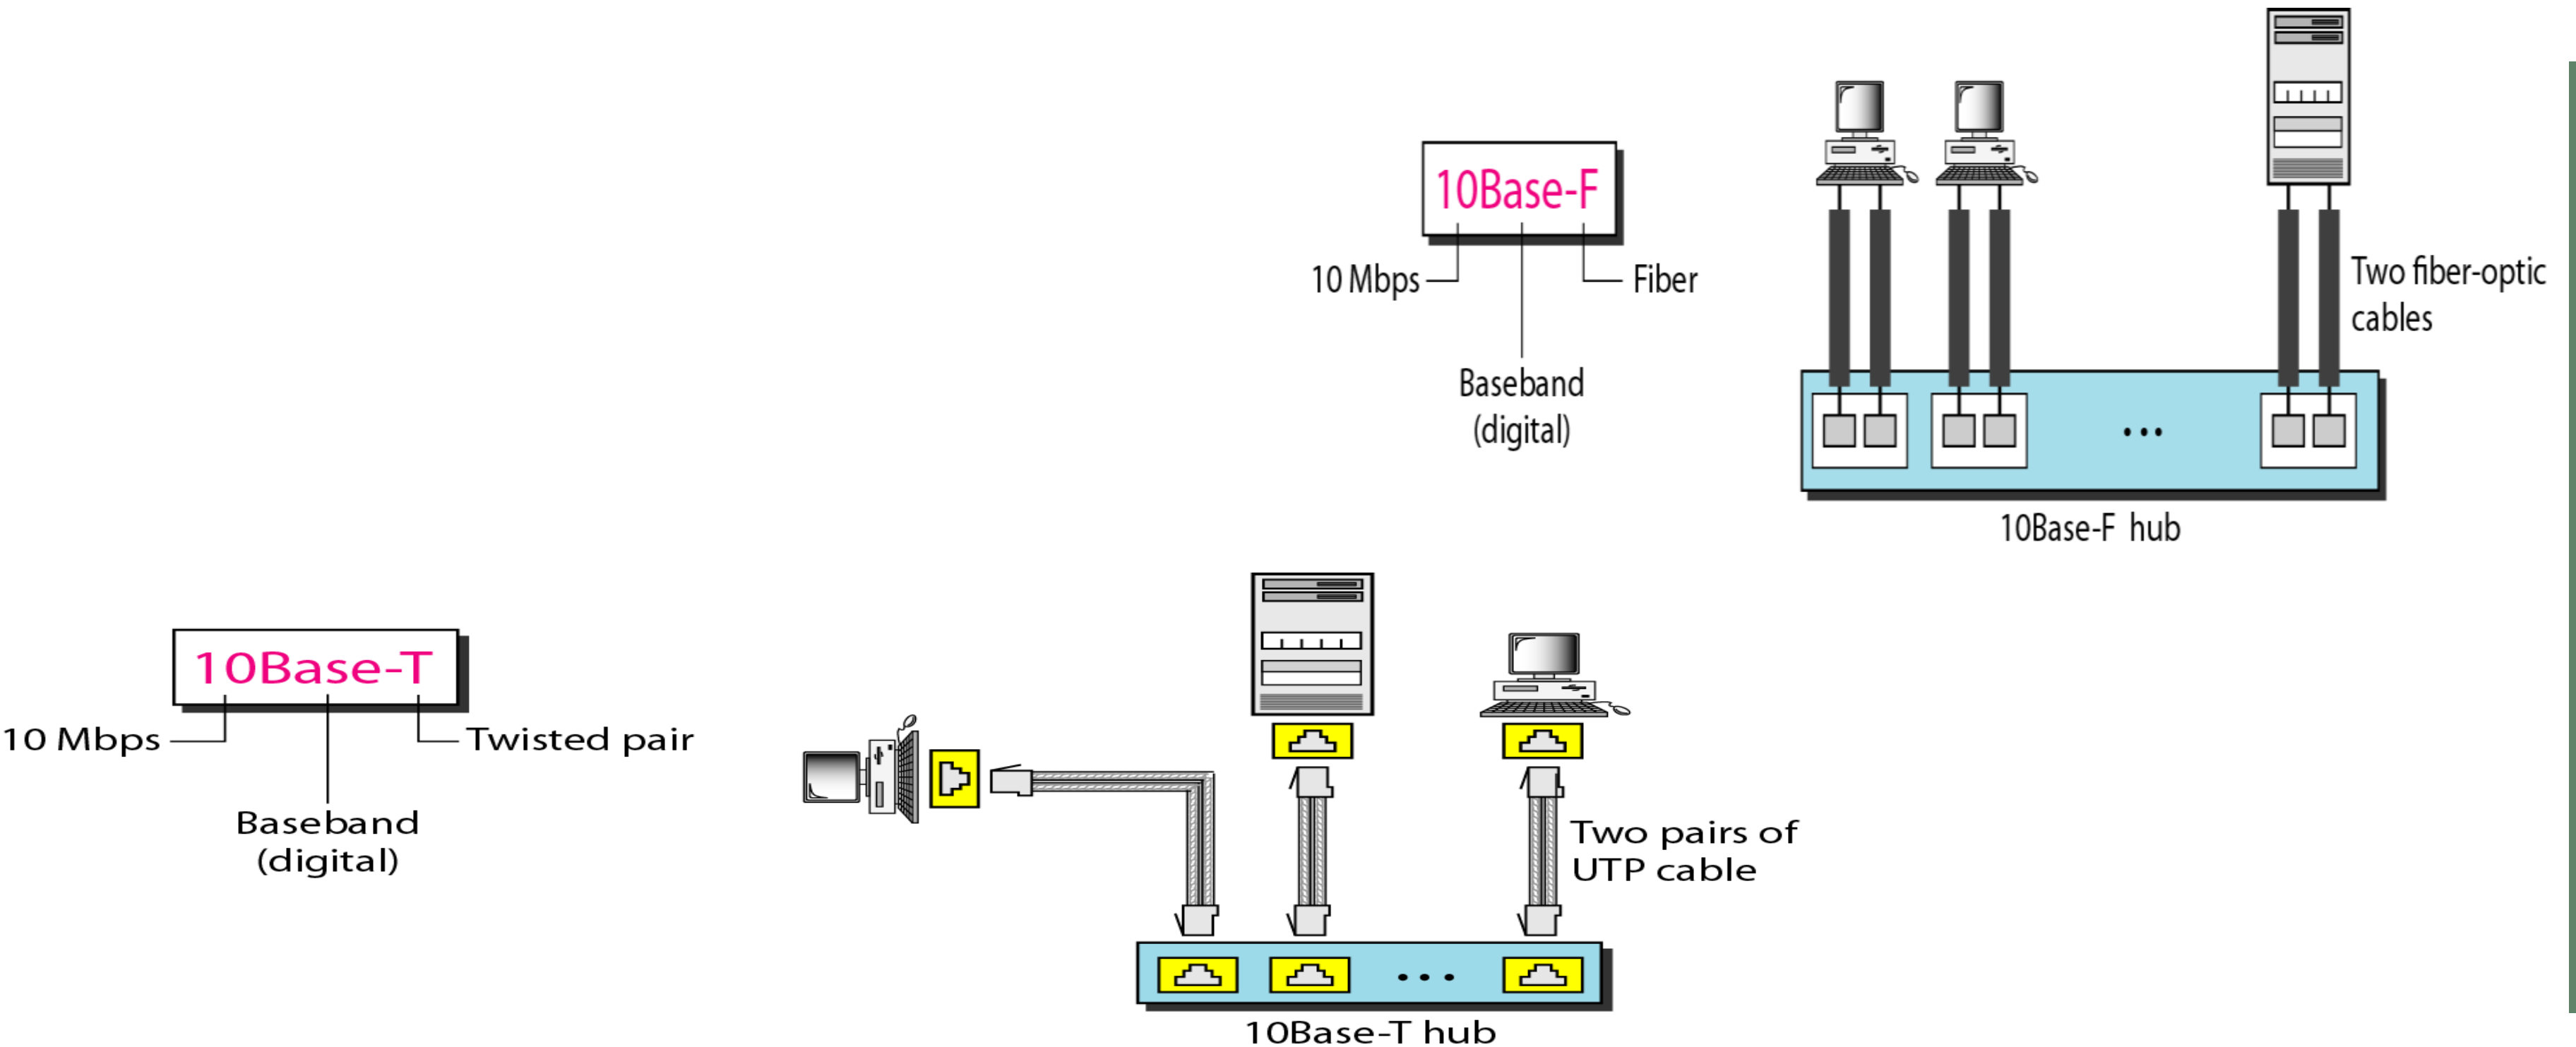 10Base-F
10 Mbps
Fiber
Baseband
(digital)
Two fiber-optic
cables
10Base-F hub
10Base-T
10 Mbps
Twisted pair
Baseband
(digital)
Two pairs of
UTP cable
10Base-T hub